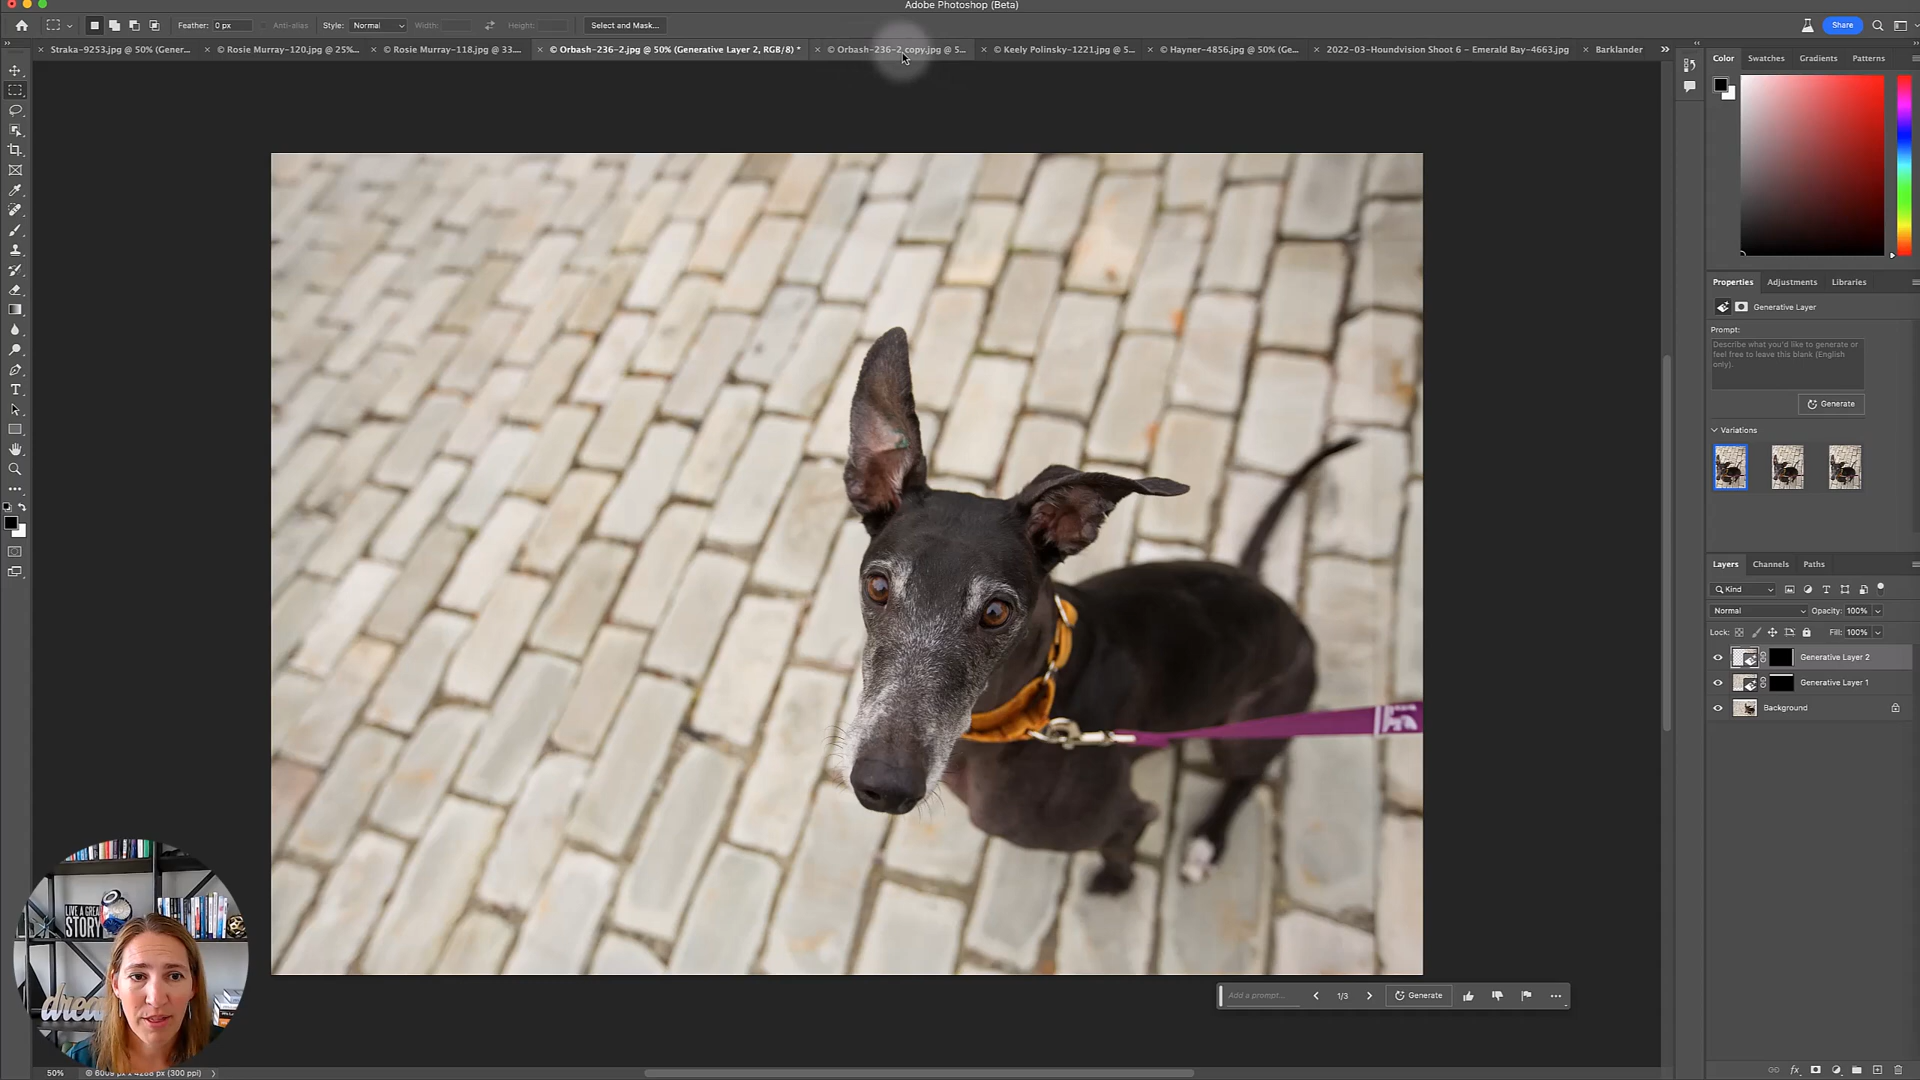 Adobe Photoshop (Beta)
Feather: 0 px Anti-alias Style: Normal Width: Height: Select and Mask... Share
Straka-9253.jpg @ 50% (Gener... © Rosie Murray-120.jpg @ 25%... © Rosie Murray-118.jpg @ 33.... © Orbash-236-2.jpg @ 50% (Generative Layer 2, RGB/8) * © Orbash-236-2 copy.jpg @ 5... © Keely Polinsky-1221.jpg @ 5... © Hayner-4856.jpg @ 50% (Ge... 2022-03-Houndvision Shoot 6 - Emerald Bay-4663.jpg Barklander
Color Swatches Gradients Patterns
Properties Adjustments Libraries
Generative Layer
Prompt:
Describe what you'd like to generate or
feel free to leave this blank (English
only).
Generate
Variations
Layers Channels Paths
Kind
Normal Opacity: 100%
Lock: Fill: 100%
Generative Layer 2
Generative Layer 1
Background
LIVE A GREAT
STORY
dream
Add a prompt... 1/3 Generate
50%